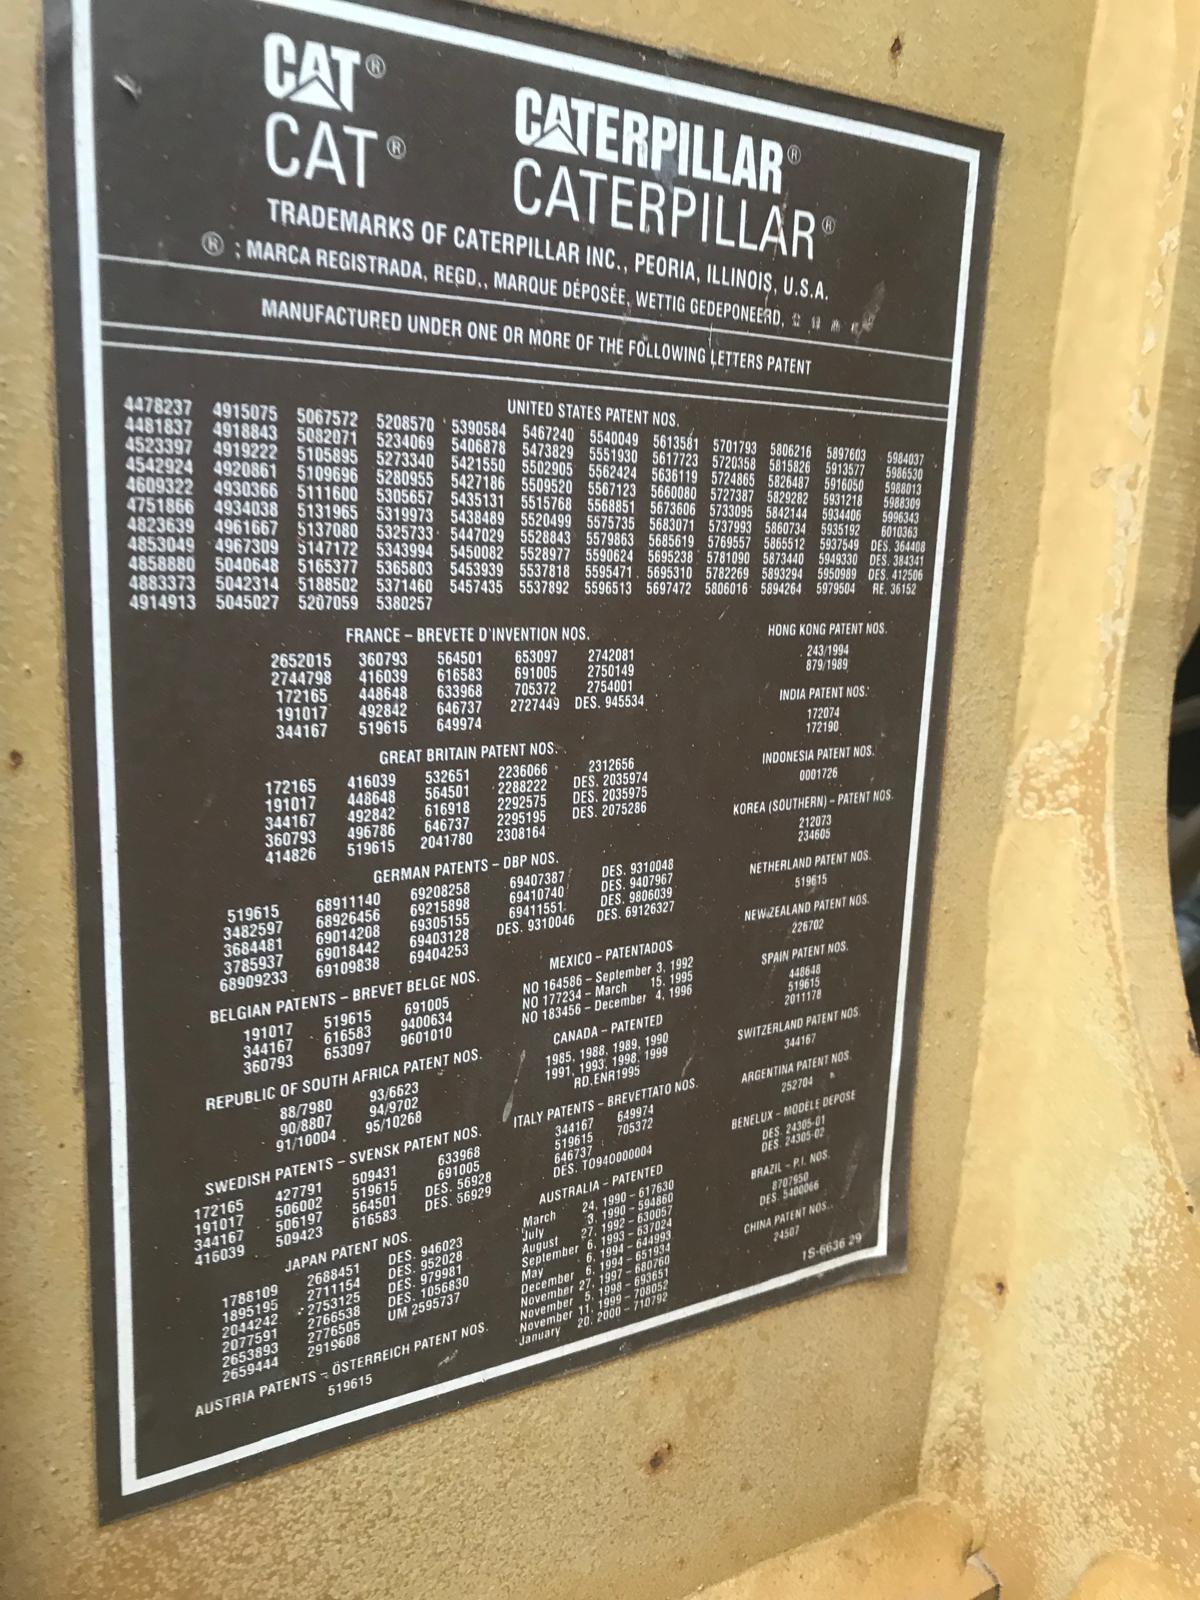 CAT®
CAT®
CATERPILLAR®
CATERPILLAR®
TRADEMARKS OF CATERPILLAR INC., PEORIA, ILLINOIS, U.S.A.
® ; MARCA REGISTRADA, REGD., MARQUE DÉPOSÉE, WETTIG GEDEPONEERD,
MANUFACTURED UNDER ONE OR MORE OF THE FOLLOWING LETTERS PATENT
UNITED STATES PATENT NOS.
4478237 4915075 5067572 5208570 5390584 5467240 5540049 5613581 5701793 5806216 5897603 5984037
4481837 4918843 5082071 5234069 5406878 5473829 5551930 5617723 5720358 5815826 5913577 5986530
4523397 4919222 5105895 5273340 5421550 5502905 5562424 5636119 5724865 5826487 5916050 5988013
4542924 4920861 5109696 5280955 5427186 5509520 5567123 5660080 5727387 5829282 5931218 5988309
4609322 4930366 5111600 5305657 5435131 5515768 5568851 5673606 5733095 5842144 5934406 5996343
4751866 4934038 5131965 5319973 5438489 5520499 5575735 5683071 5737993 5860734 5935192 6010363
4823639 4961667 5137080 5325733 5447029 5528843 5579863 5685619 5769557 5865512 5937549 DES. 364408
4853049 4967309 5147172 5343994 5450082 5528977 5590624 5695238 5781090 5873440 5949330 DES. 384341
4858880 5040648 5165377 5365803 5453939 5537818 5595471 5695310 5782269 5893294 5950989 DES. 412506
4883373 5042314 5188502 5371460 5457435 5537892 5596513 5697472 5806016 5894264 5979504 RE. 36152
4914913 5045027 5207059 5380257
FRANCE – BREVETE D'INVENTION NOS.
2652015 360793 564501 653097 2742081
2744798 416039 616583 691005 2750149
172165 448648 633968 705372 2754001
191017 492842 646737 2727449 DES. 945534
344167 519615 649974
GREAT BRITAIN PATENT NOS.
172165 416039 532651 2236066 2312656
191017 448648 564501 2288222 DES. 2035974
344167 492842 616918 2292575 DES. 2035975
360793 496786 646737 2295195 DES. 2075286
414826 519615 2041780 2308164
GERMAN PATENTS – DBP NOS.
519615 68911140 69208258 69407387 DES. 9310048
3482597 68926456 69215898 69410740 DES. 9407967
3684481 69014208 69305155 69411551 DES. 9806039
3785937 69018442 69403128 DES. 9310046 DES. 69126327
68909233 69109838 69404253
BELGIAN PATENTS – BREVET BELGE NOS.
191017 519615 691005
344167 616583 9400634
360793 653097 9601010
REPUBLIC OF SOUTH AFRICA PATENT NOS.
88/7980 93/6623
90/8807 94/9702
91/10004 95/10268
SWEDISH PATENTS – SVENSK PATENT NOS.
172165 427791 509431 633968
191017 506002 519615 691005
344167 506197 564501 DES. 56928
416039 509423 616583 DES. 56929
JAPAN PATENT NOS.
1788109 2688451 DES. 946023
1895195 271154 DES. 952028
2044242 2753125 DES. 979981
2077591 2766538 DES. 1056830
2653893 2776505 UM 2595737
2659444 2919608
AUSTRIA PATENTS – ÖSTERREICH PATENT NOS.
519615
MEXICO – PATENTADOS
NO 164586 – September 3, 1992
NO 177234 – March 15, 1995
NO 183456 – December 4, 1996
CANADA – PATENTED
1985, 1988, 1989, 1990
1991, 1993, 1998, 1999
RD.ENR1995
ITALY PATENTS – BREVETTATO NOS.
344167 649974
519615 705372
646737
DES. TO94O000004
AUSTRALIA – PATENTED
March 24, 1990 – 617630
July 3, 1990 – 594860
August 27, 1992 – 630057
September 6, 1993 – 637024
May 6, 1994 – 644993
December 6, 1994 – 651934
November 27, 1997 – 680760
November 5, 1998 – 693651
November 11, 1999 – 708052
January 20, 2000 – 710792
HONG KONG PATENT NOS.
243/1994
879/1989
INDIA PATENT NOS.
172074
172190
INDONESIA PATENT NOS.
0001726
KOREA (SOUTHERN) – PATENT NOS.
212073
234605
NETHERLAND PATENT NOS.
519615
NEW ZEALAND PATENT NOS.
226702
SPAIN PATENT NOS.
448648
519615
2011178
SWITZERLAND PATENT NOS.
344167
ARGENTINA PATENT NOS.
252704
BENELUX – MODÈLE DEPOSE
DES. 24305-01
DES. 24305-02
BRAZIL – P.I. NOS.
8707950
DES. 5400066
CHINA PATENT NOS.
24507
1S-6636 29